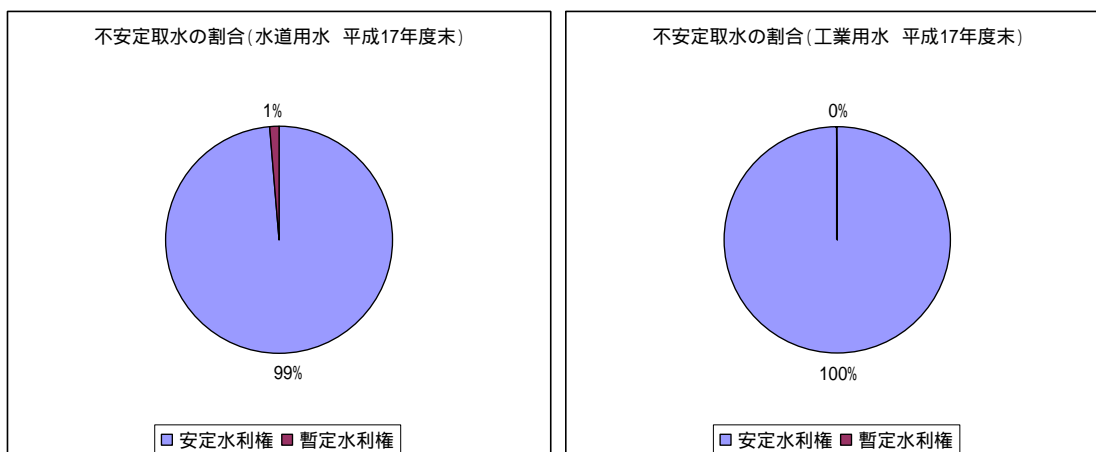 不安定取水の割合(水道用水 平成17年度末)
1%
99%
安定水利権 暫定水利権
不安定取水の割合(工業用水 平成17年度末)
0%
100%
安定水利権 暫定水利権